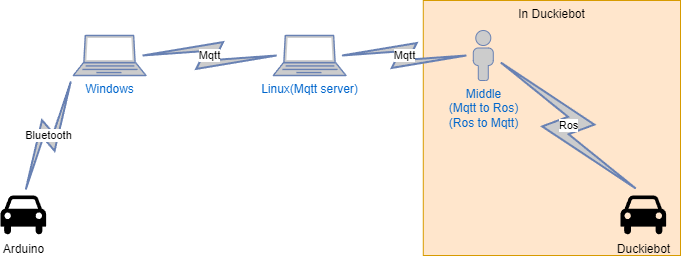 In Duckiebot
Mqtt
Mqtt
Windows
Linux(Mqtt server)
Middle
(Mqtt to Ros)
(Ros to Mqtt)
Bluetooth
Ros
Arduino
Duckiebot